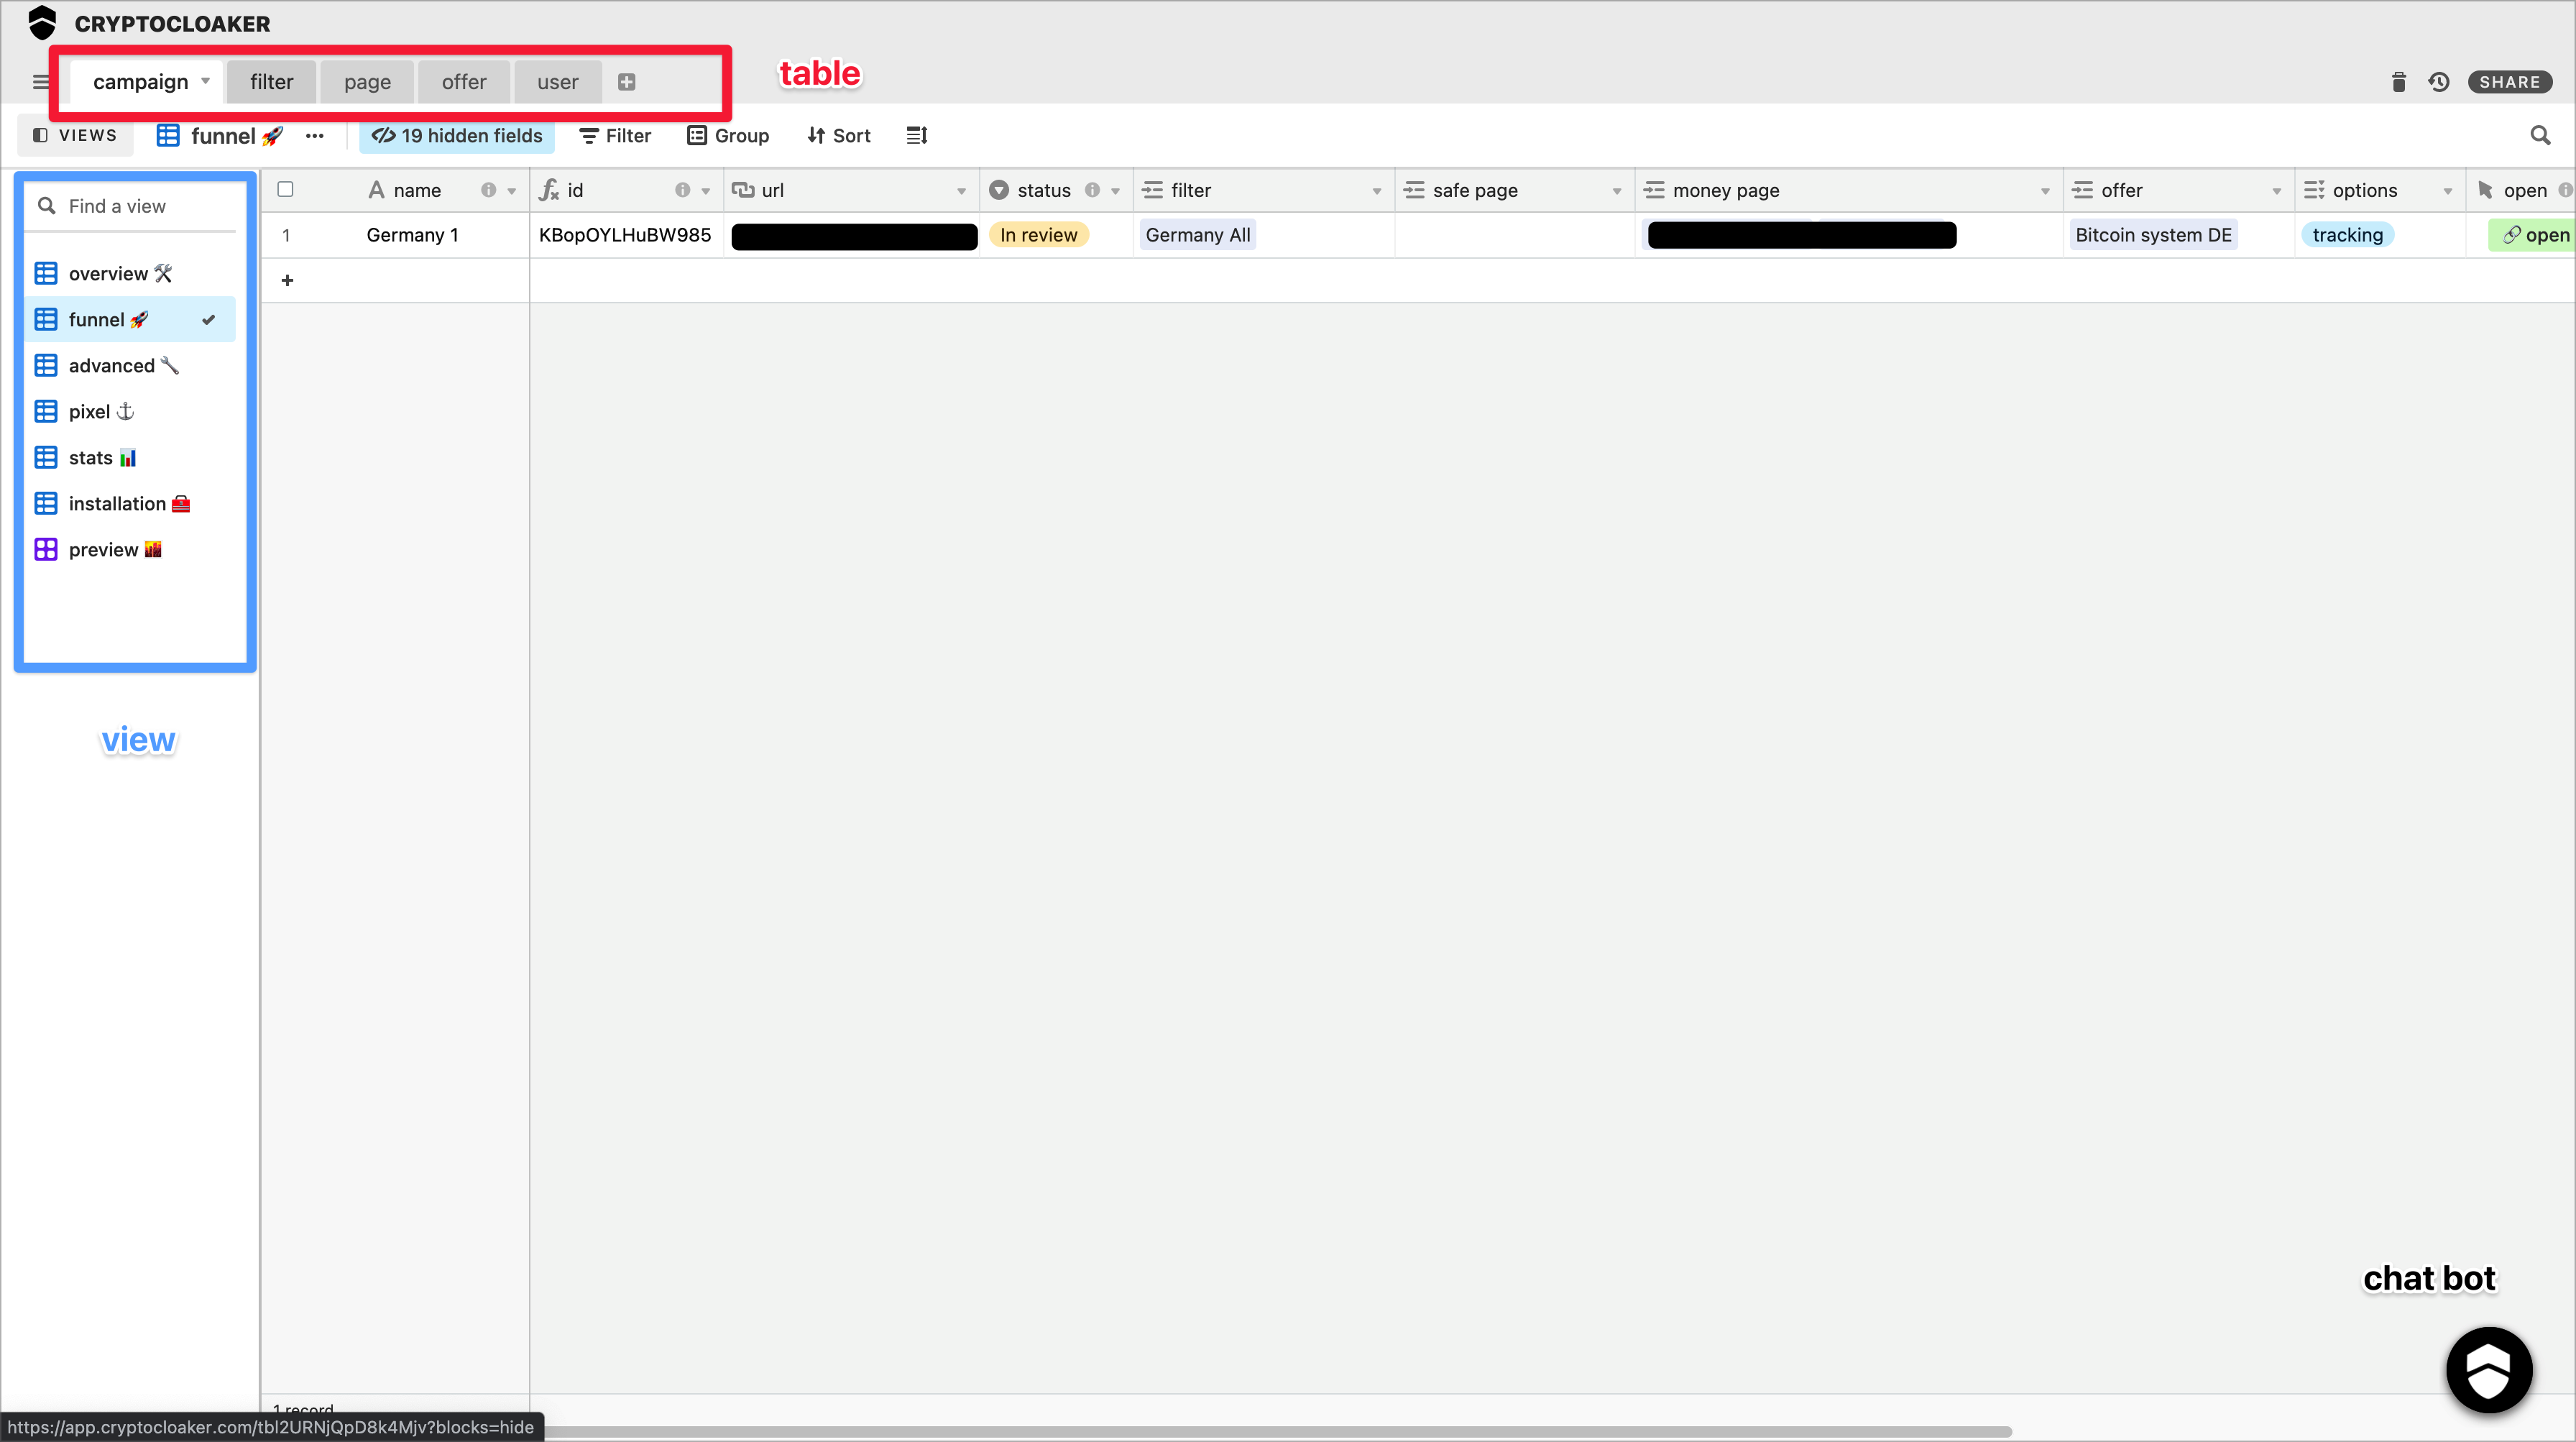 CRYPTOCLOAKER
campaign filter page offer user
table
SHARE
VIEWS funnel 🚀 ... 19 hidden fields Filter Group Sort
Find a view
overview 🛠
funnel 🚀
advanced 🔧
pixel ⚓
stats 📊
installation 🧰
preview 🌇
view
name id url status filter safe page money page offer options open
1 Germany 1 KBopOYLHuBW985 In review Germany All Bitcoin system DE tracking 🔗 open
+
chat bot
1 record
https://app.cryptocloaker.com/tbl2URNjQpD8k4Mjv?blocks=hide